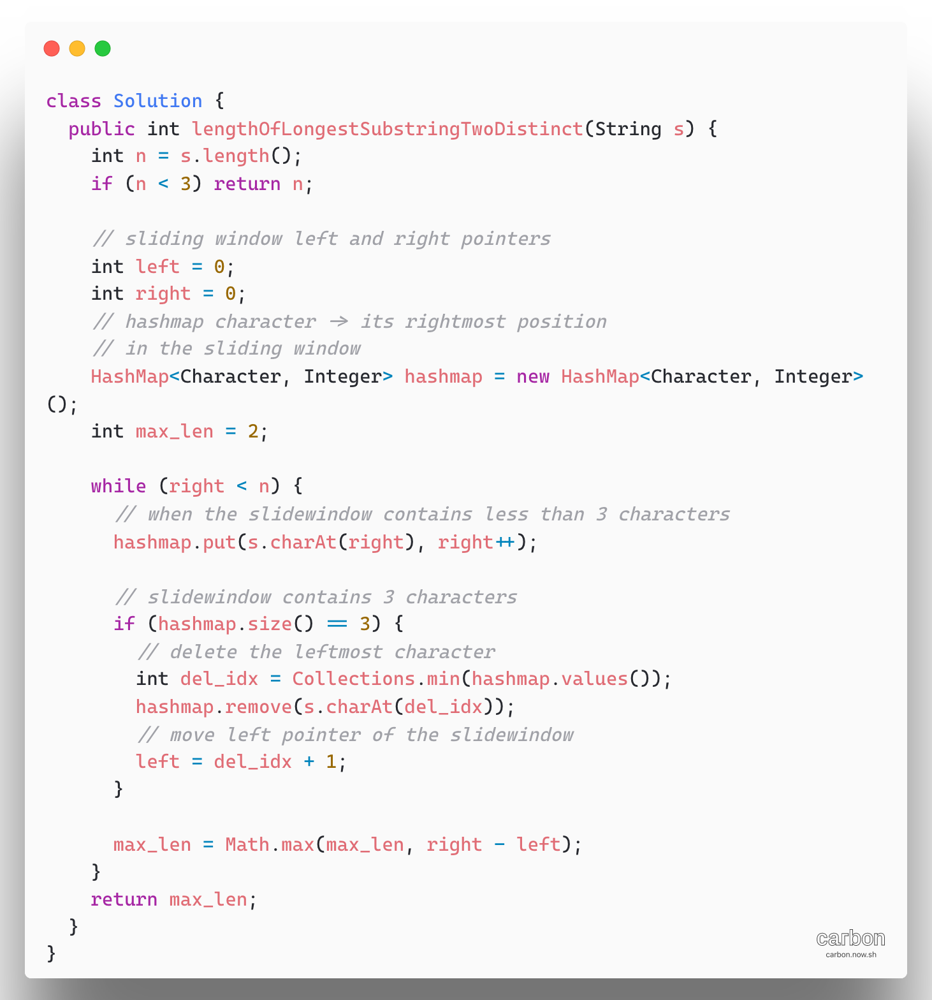 class Solution {
  public int lengthOfLongestSubstringTwoDistinct(String s) {
    int n = s.length();
    if (n < 3) return n;

    // sliding window left and right pointers
    int left = 0;
    int right = 0;
    // hashmap character -> its rightmost position
    // in the sliding window
    HashMap<Character, Integer> hashmap = new HashMap<Character, Integer>
();
    int max_len = 2;

    while (right < n) {
      // when the slidewindow contains less than 3 characters
      hashmap.put(s.charAt(right), right++);

      // slidewindow contains 3 characters
      if (hashmap.size() == 3) {
        // delete the leftmost character
        int del_idx = Collections.min(hashmap.values());
        hashmap.remove(s.charAt(del_idx));
        // move left pointer of the slidewindow
        left = del_idx + 1;
      }

      max_len = Math.max(max_len, right - left);
    }
    return max_len;
  }
}
carbon
carbon.now.sh